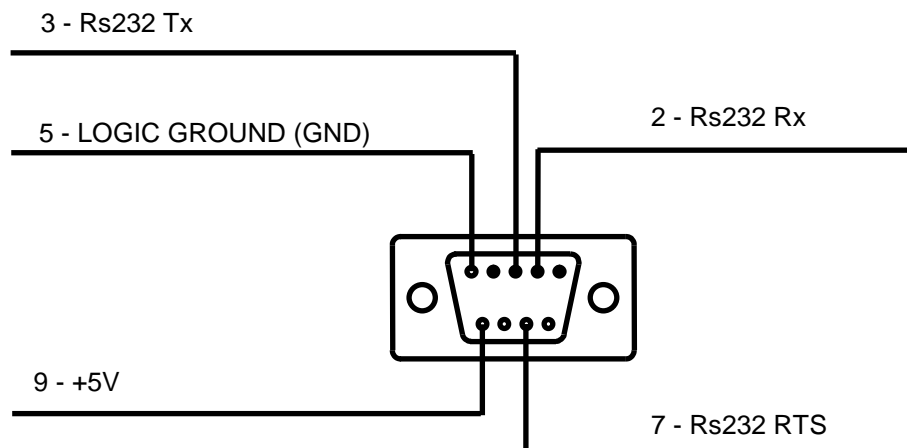 3 - Rs232 Tx
5 - LOGIC GROUND (GND)
2 - Rs232 Rx
9 - +5V
7 - Rs232 RTS